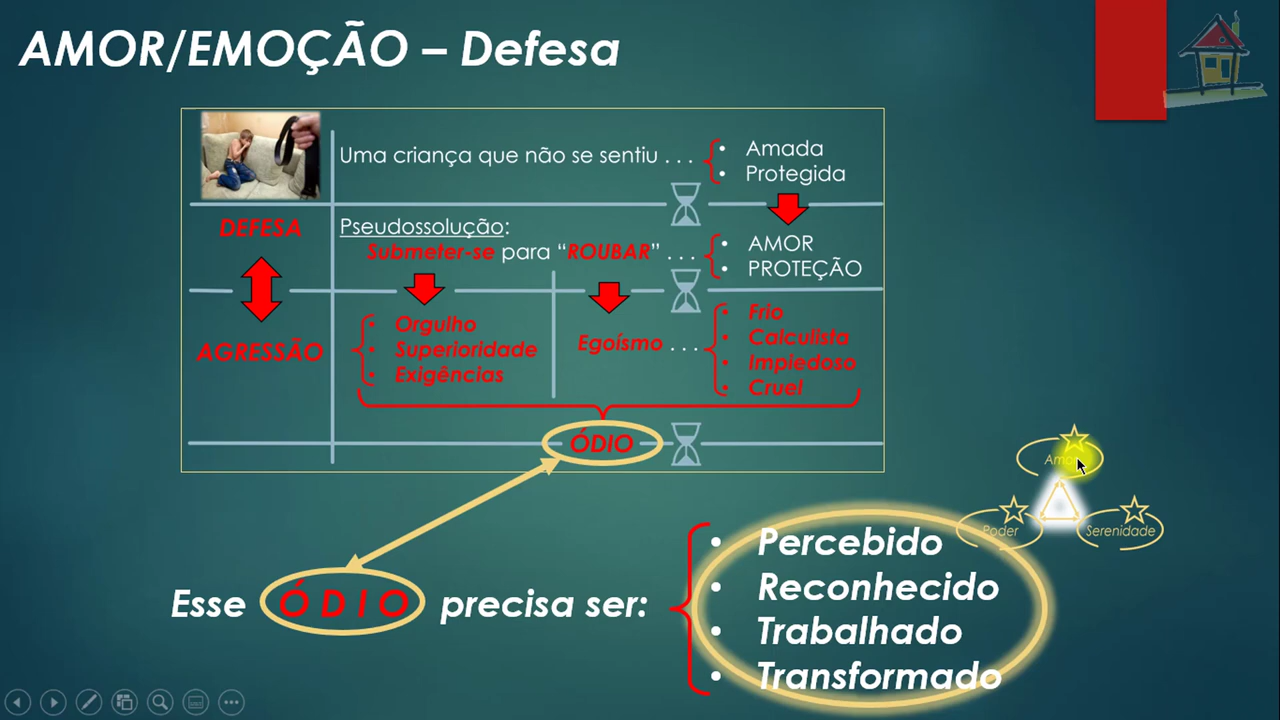 AMOR/EMOÇÃO – Defesa
Uma criança que não se sentiu . . .
• Amada
• Protegida
DEFESA
Pseudossolução:
Submeter-se para “ROUBAR” . . .
• AMOR
• PROTEÇÃO
AGRESSÃO
• Orgulho
• Superioridade
• Exigências
Egoísmo . . .
• Frio
• Calculista
• Impiedoso
• Cruel
ÓDIO
Amor
Poder
Serenidade
Esse ÓDIO precisa ser:
• Percebido
• Reconhecido
• Trabalhado
• Transformado